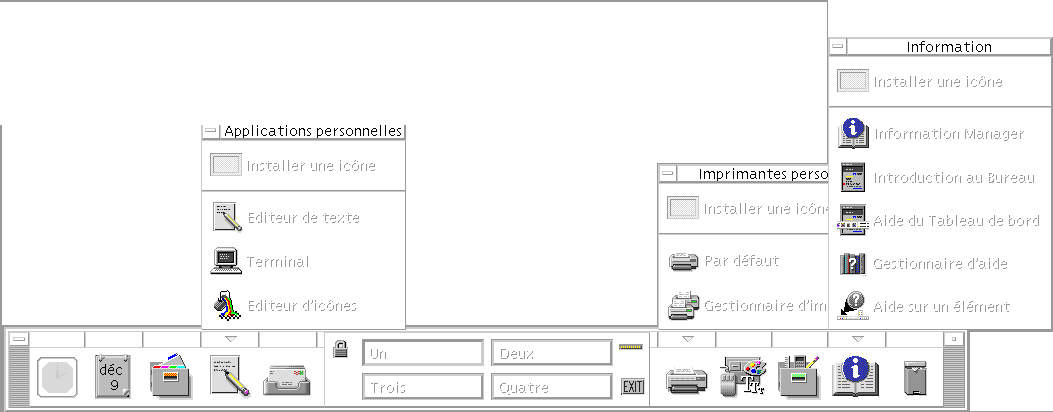 Information
Installer une icône
Information Manager
Introduction au Bureau
Aide du Tableau de bord
Gestionnaire d'aide
Aide sur un élément
Applications personnelles
Installer une icône
Editeur de texte
Terminal
Editeur d'icônes
Imprimantes perso
Installer une icône
Par défaut
Gestionnaire d'im
déc
9
Un
Deux
Trois
Quatre
EXIT